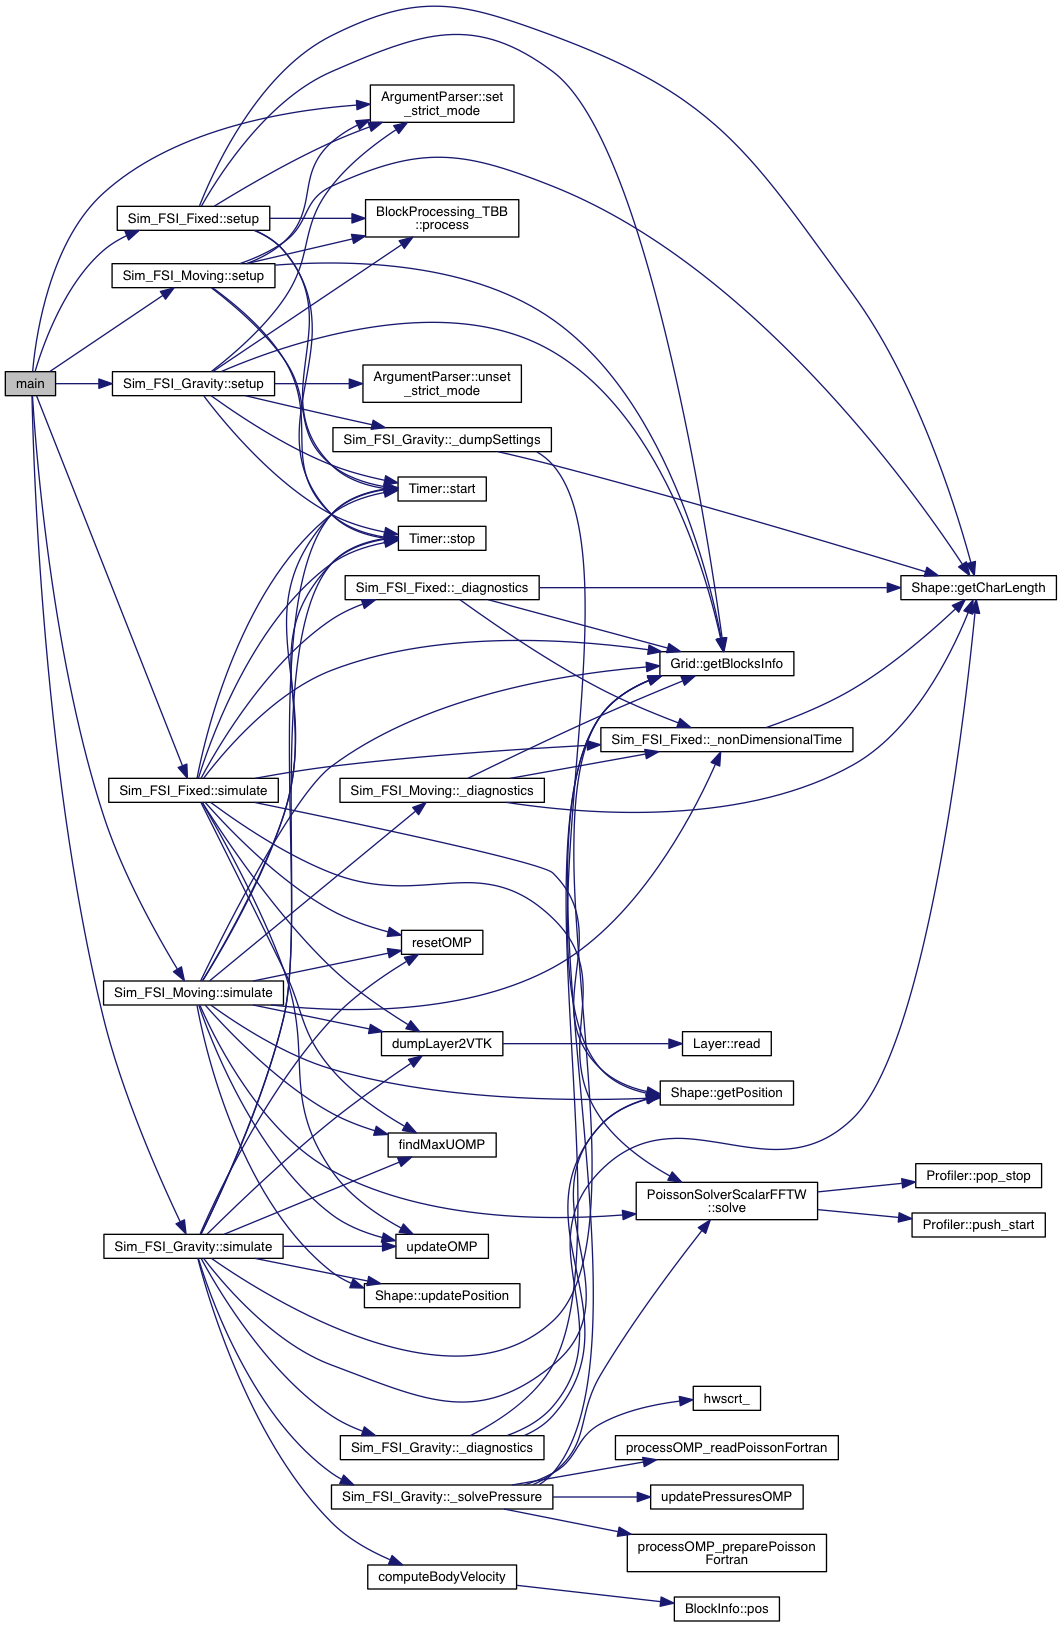 ArgumentParser::set
_strict_mode
BlockProcessing_TBB
::process
Sim_FSI_Fixed::setup
Sim_FSI_Moving::setup
main
Sim_FSI_Gravity::setup
ArgumentParser::unset
_strict_mode
Sim_FSI_Gravity::_dumpSettings
Timer::start
Timer::stop
Sim_FSI_Fixed::_diagnostics
Shape::getCharLength
Grid::getBlocksInfo
Sim_FSI_Fixed::_nonDimensionalTime
Sim_FSI_Fixed::simulate
Sim_FSI_Moving::_diagnostics
resetOMP
Sim_FSI_Moving::simulate
dumpLayer2VTK
Layer::read
Shape::getPosition
findMaxUOMP
PoissonSolverScalarFFTW
::solve
Profiler::pop_stop
Profiler::push_start
Sim_FSI_Gravity::simulate
updateOMP
Shape::updatePosition
hwscrt_
Sim_FSI_Gravity::_diagnostics
processOMP_readPoissonFortran
Sim_FSI_Gravity::_solvePressure
updatePressuresOMP
processOMP_preparePoisson
Fortran
computeBodyVelocity
BlockInfo::pos